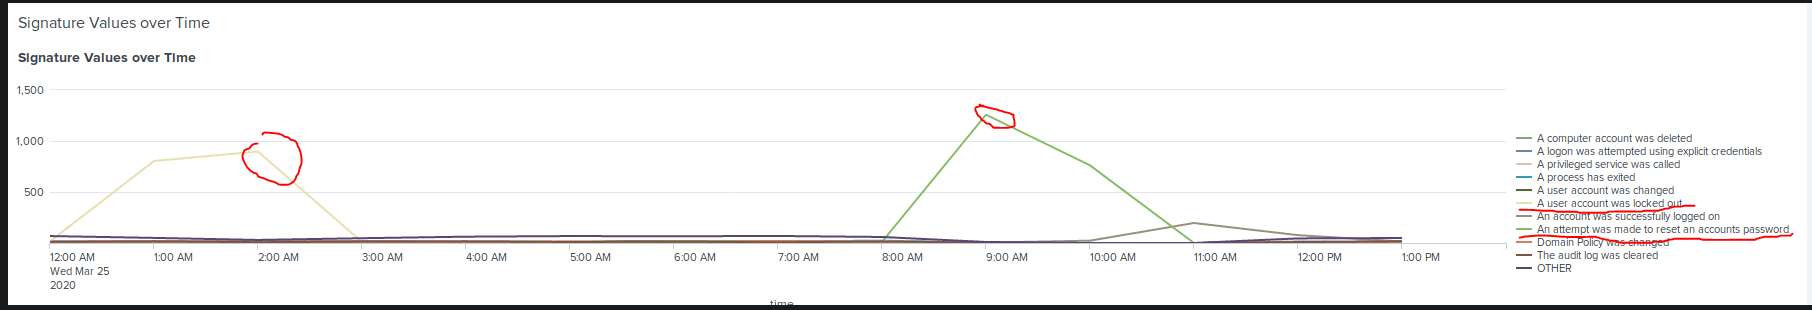 Signature Values over Time
Signature Values over Time
1,500
1,000
500
12:00 AM 1:00 AM 2:00 AM 3:00 AM 4:00 AM 5:00 AM 6:00 AM 7:00 AM 8:00 AM 9:00 AM 10:00 AM 11:00 AM 12:00 PM 1:00 PM
Wed Mar 25
2020
time
A computer account was deleted
A logon was attempted using explicit credentials
A privileged service was called
A process has exited
A user account was changed
A user account was locked out
An account was successfully logged on
An attempt was made to reset an accounts password
Domain Policy was changed
The audit log was cleared
OTHER